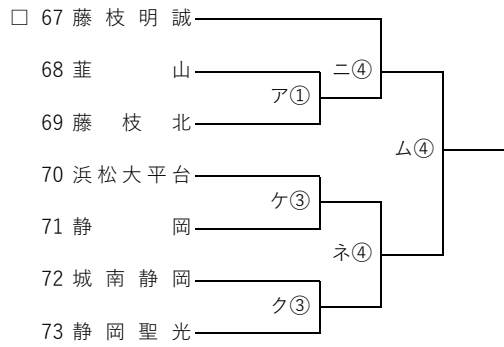 □ 67 藤枝明誠
68 韮山
ア①
69 藤枝北
ニ④
70 浜松大平台
ケ③
71 静岡
ム④
ネ④
72 城南静岡
ク③
73 静岡聖光